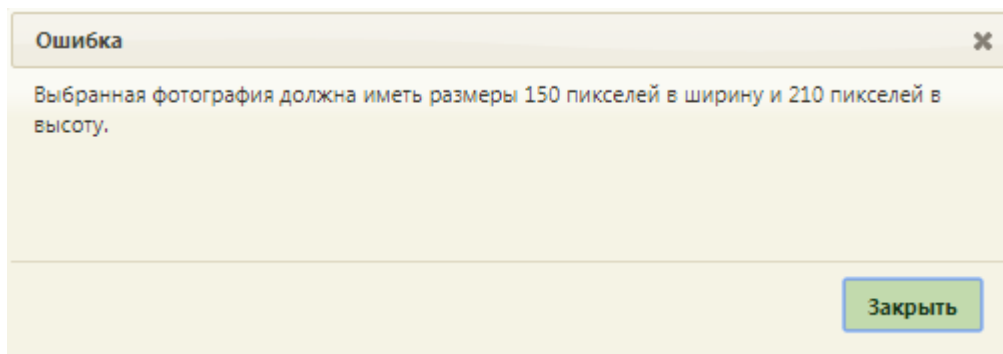 Ошибка
Выбранная фотография должна иметь размеры 150 пикселей в ширину и 210 пикселей в
высоту.
Закрыть